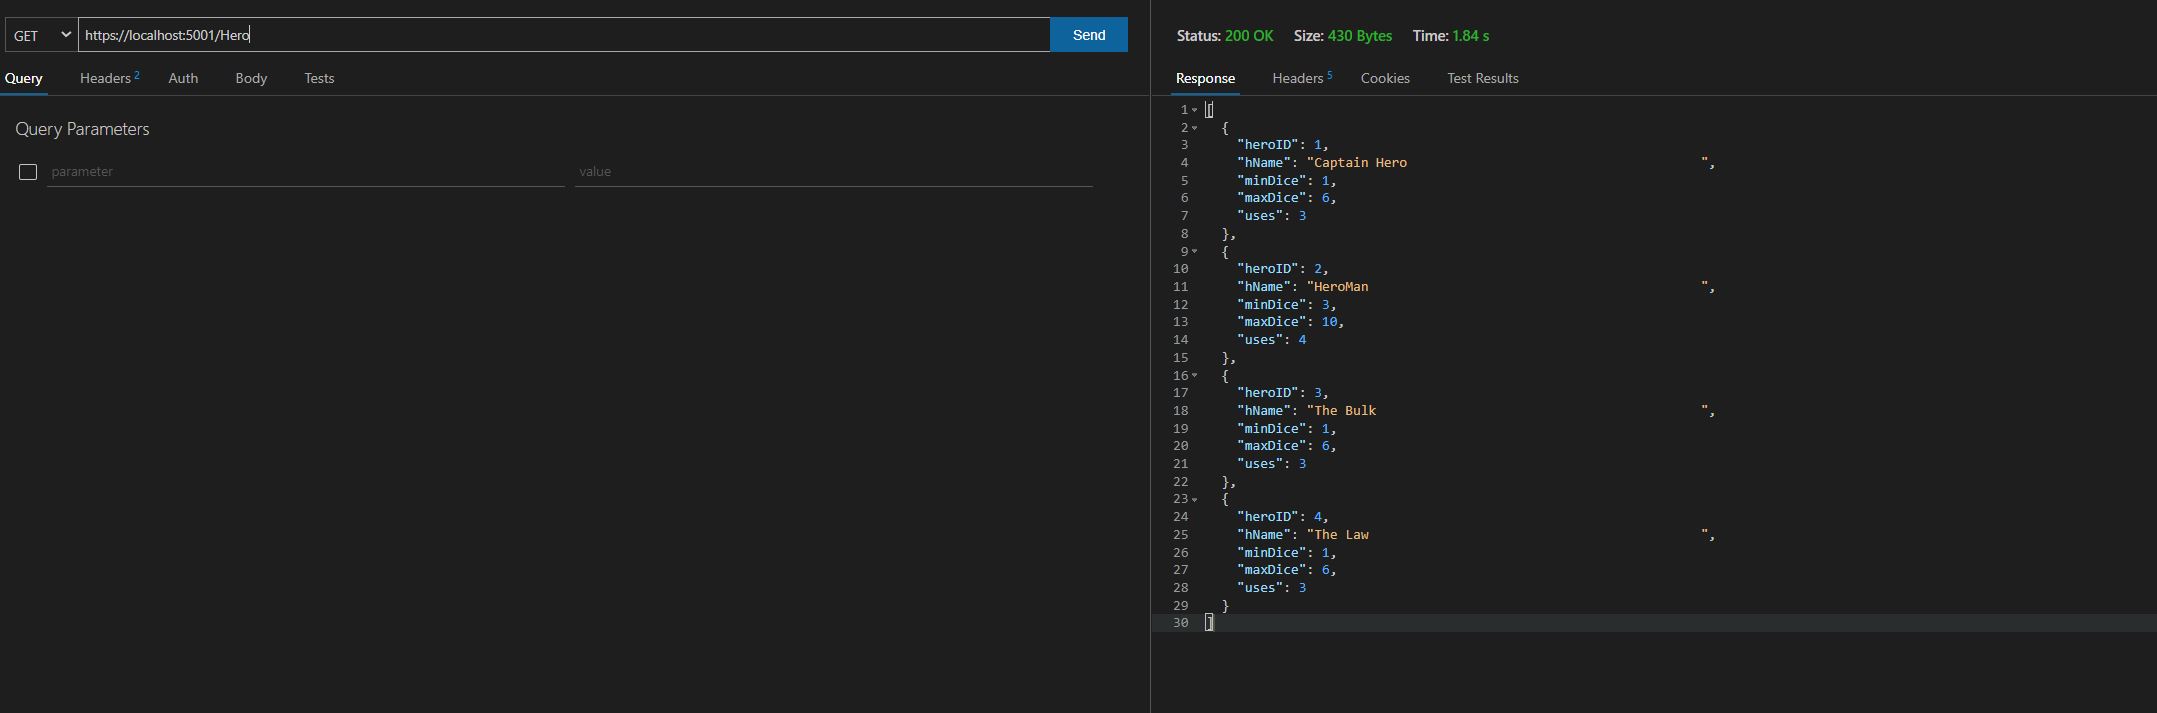 GET https://localhost:5001/Hero Send
Query Headers 2 Auth Body Tests
Query Parameters
parameter value
Status: 200 OK Size: 430 Bytes Time: 1.84 s
Response Headers 5 Cookies Test Results
1 [
2 {
3 "heroID": 1,
4 "hName": "Captain Hero                                      ",
5 "minDice": 1,
6 "maxDice": 6,
7 "uses": 3
8 },
9 {
10 "heroID": 2,
11 "hName": "HeroMan                                           ",
12 "minDice": 3,
13 "maxDice": 10,
14 "uses": 4
15 },
16 {
17 "heroID": 3,
18 "hName": "The Bulk                                          ",
19 "minDice": 1,
20 "maxDice": 6,
21 "uses": 3
22 },
23 {
24 "heroID": 4,
25 "hName": "The Law                                           ",
26 "minDice": 1,
27 "maxDice": 6,
28 "uses": 3
29 }
30 ]